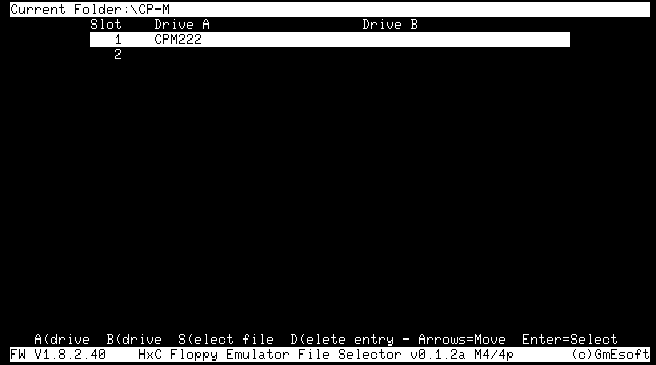 Current Folder:\CP-M
Slot Drive A Drive B
1 CPM222
2
A(drive B(drive S(elect file D(elete entry - Arrows=Move Enter=Select
FW V1.8.2.40 HxC Floppy Emulator File Selector v0.1.2a M4/4p (c)GmEsoft